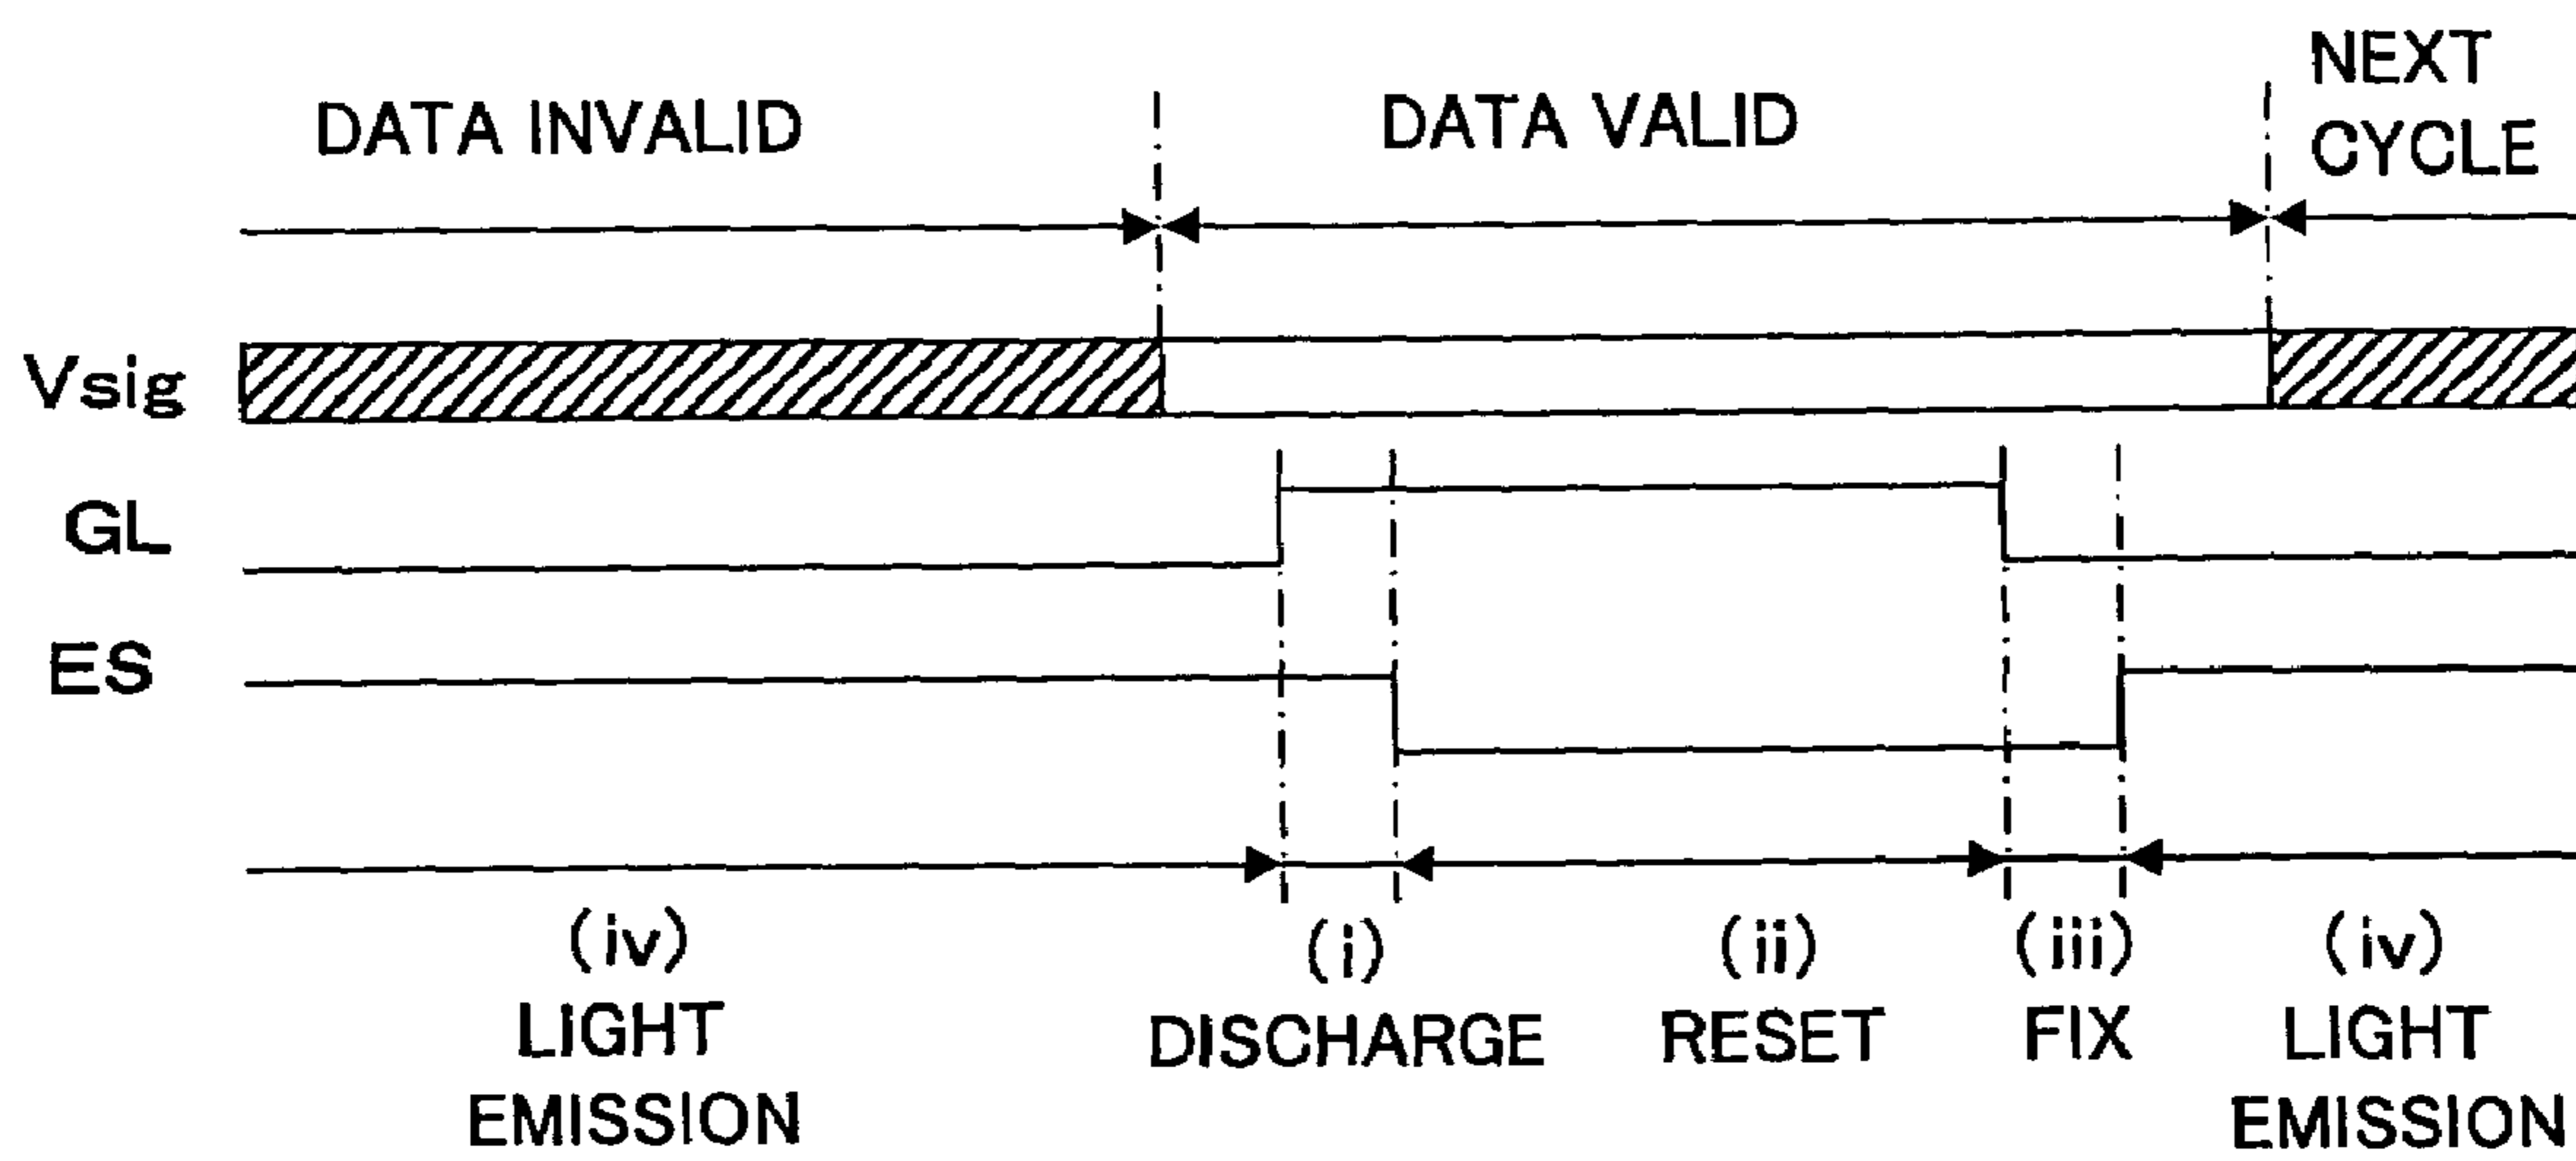 DATA INVALID
DATA VALID
NEXT
CYCLE
Vsig
GL
ES
(iv)
LIGHT
EMISSION
(i)
DISCHARGE
(ii)
RESET
(iii)
FIX
(iv)
LIGHT
EMISSION